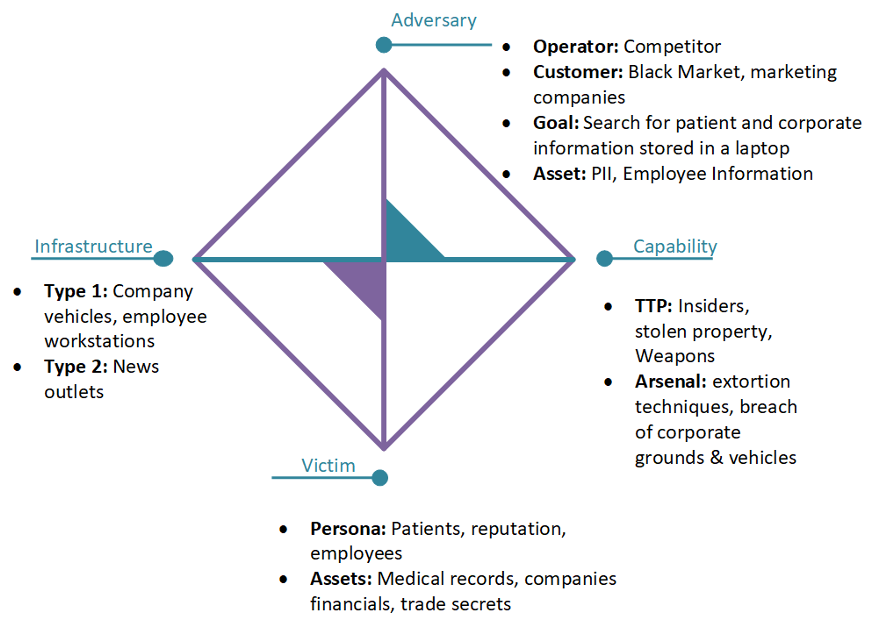 Adversary
• Operator: Competitor
• Customer: Black Market, marketing
companies
• Goal: Search for patient and corporate
information stored in a laptop
• Asset: PII, Employee Information
Infrastructure
• Type 1: Company
vehicles, employee
workstations
• Type 2: News
outlets
Capability
• TTP: Insiders,
stolen property,
Weapons
• Arsenal: extortion
techniques, breach
of corporate
grounds & vehicles
Victim
• Persona: Patients, reputation,
employees
• Assets: Medical records, companies
financials, trade secrets